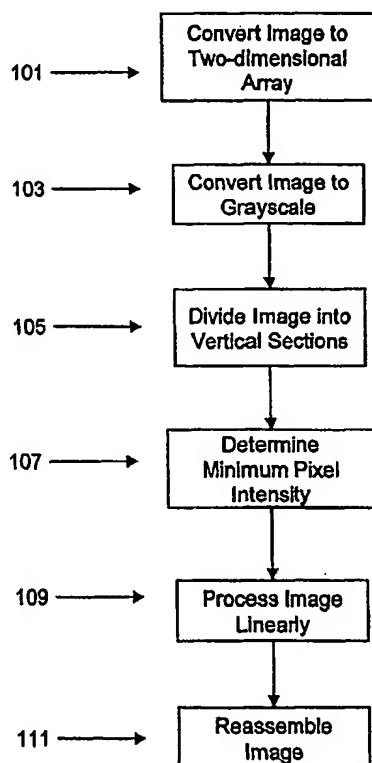 Convert Image to
Two-dimensional
Array
101
Convert Image to
Grayscale
103
Divide Image into
Vertical Sections
105
Determine
Minimum Pixel
Intensity
107
Process Image
Linearly
109
Reassemble
Image
111